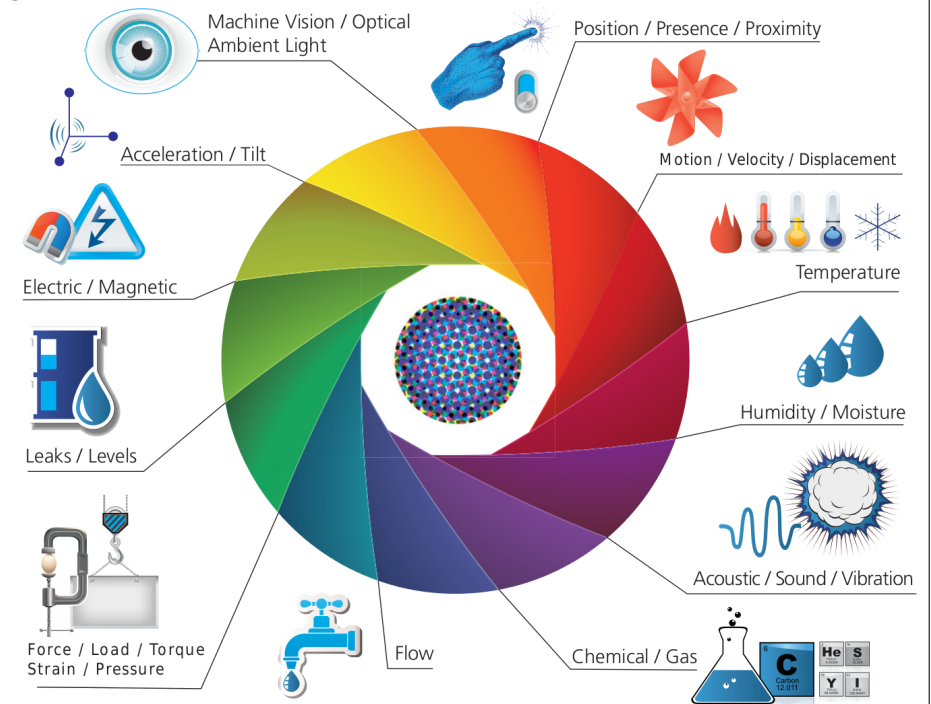 Machine Vision / Optical
Ambient Light
Position / Presence / Proximity
Acceleration / Tilt
Motion / Velocity / Displacement
Electric / Magnetic
Temperature
Leaks / Levels
Humidity / Moisture
Force / Load / Torque
Strain / Pressure
Acoustic / Sound / Vibration
Flow
Chemical / Gas
6
C
Carbon
12.011
He
S
Y
I